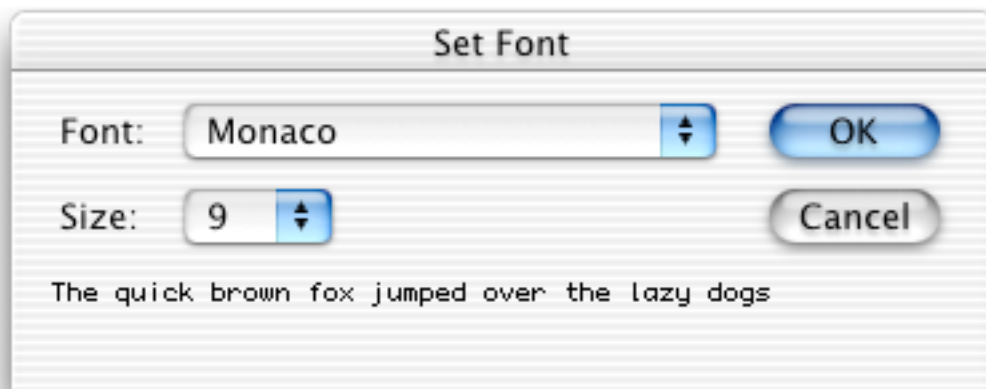 Set Font
Font: Monaco OK
Size: 9 Cancel
The quick brown fox jumped over the lazy dogs